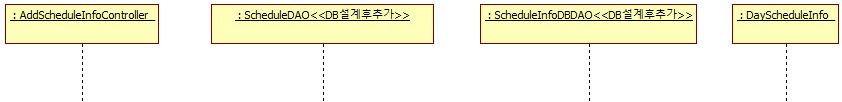 : AddScheduleInfoController
: ScheduleDAO<<DB설계후추가>>
: ScheduleInfoDBDAO<<DB설계후추가>>
: DayScheduleInfo